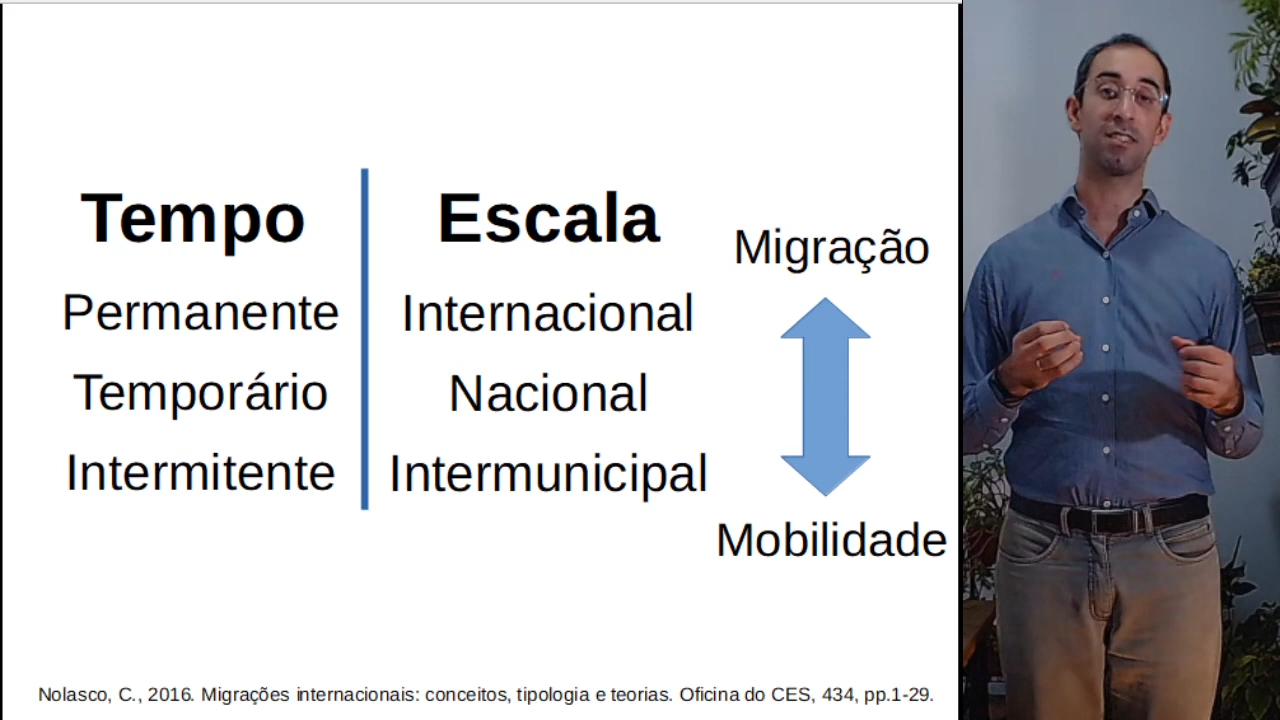 Tempo
Escala
Migração
Permanente
Internacional
Temporário
Nacional
Intermitente
Intermunicipal
Mobilidade
Nolasco, C., 2016. Migrações internacionais: conceitos, tipologia e teorias. Oficina do CES, 434, pp.1-29.